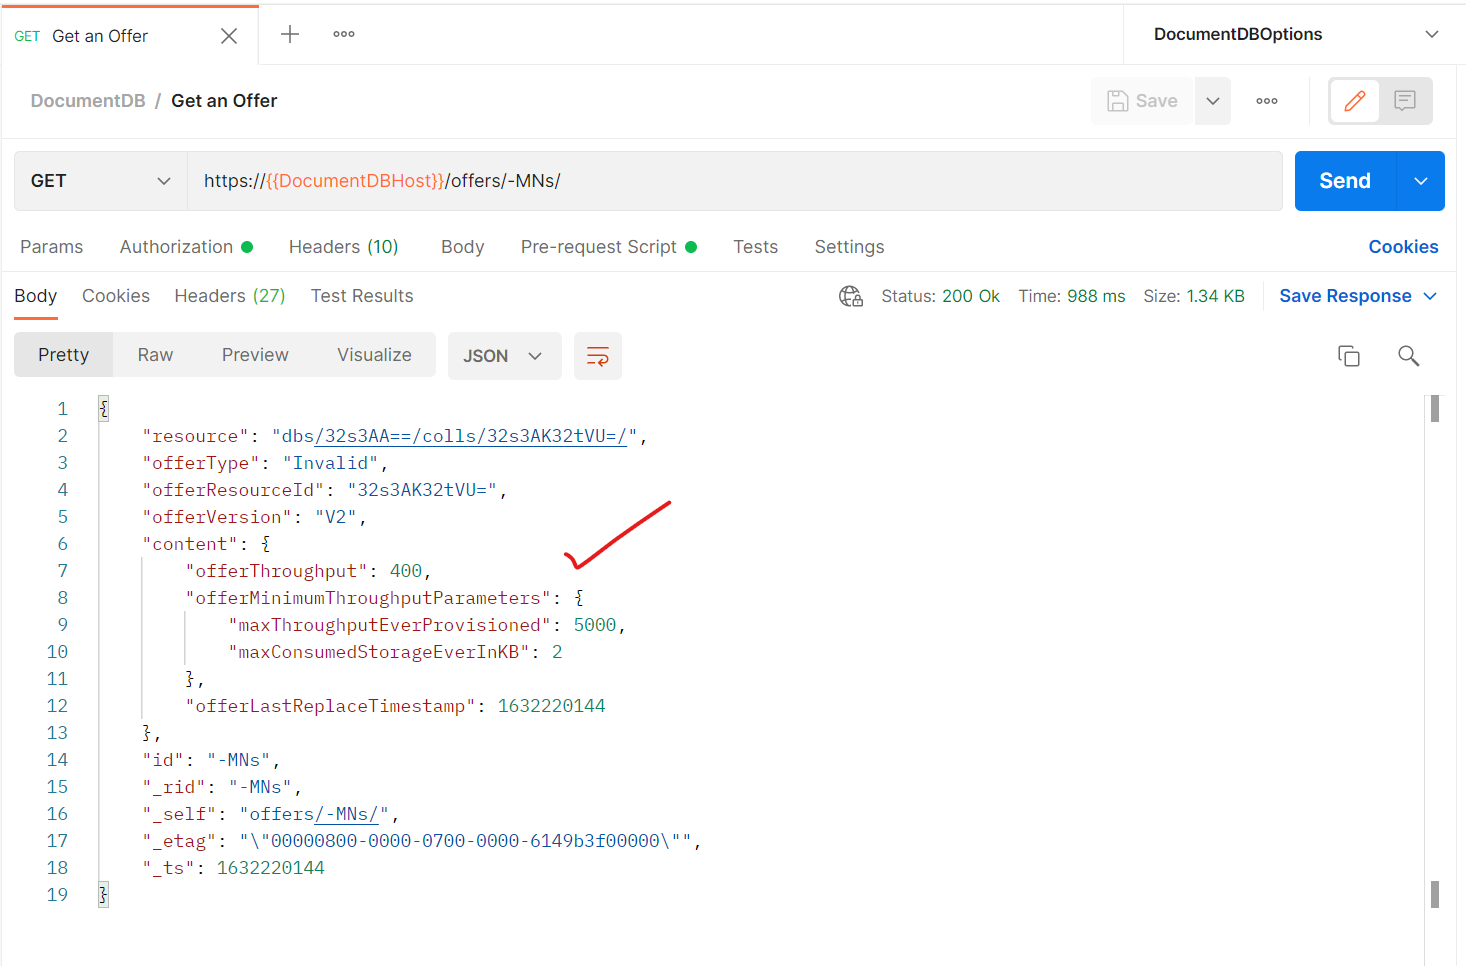 GET Get an Offer
DocumentDBOptions
DocumentDB / Get an Offer
Save
GET
https://{{DocumentDBHost}}/offers/-MNs/
Send
Params Authorization Headers (10) Body Pre-request Script Tests Settings Cookies
Body Cookies Headers (27) Test Results Status: 200 Ok Time: 988 ms Size: 1.34 KB Save Response
Pretty Raw Preview Visualize JSON
1 {
2 "resource": "dbs/32s3AA==/colls/32s3AK32tVU=/",
3 "offerType": "Invalid",
4 "offerResourceId": "32s3AK32tVU=",
5 "offerVersion": "V2",
6 "content": {
7 "offerThroughput": 400,
8 "offerMinimumThroughputParameters": {
9 "maxThroughputEverProvisioned": 5000,
10 "maxConsumedStorageEverInKB": 2
11 },
12 "offerLastReplaceTimestamp": 1632220144
13 },
14 "id": "-MNs",
15 "_rid": "-MNs",
16 "_self": "offers/-MNs/",
17 "_etag": "\"00000800-0000-0700-0000-6149b3f00000\"",
18 "_ts": 1632220144
19 }